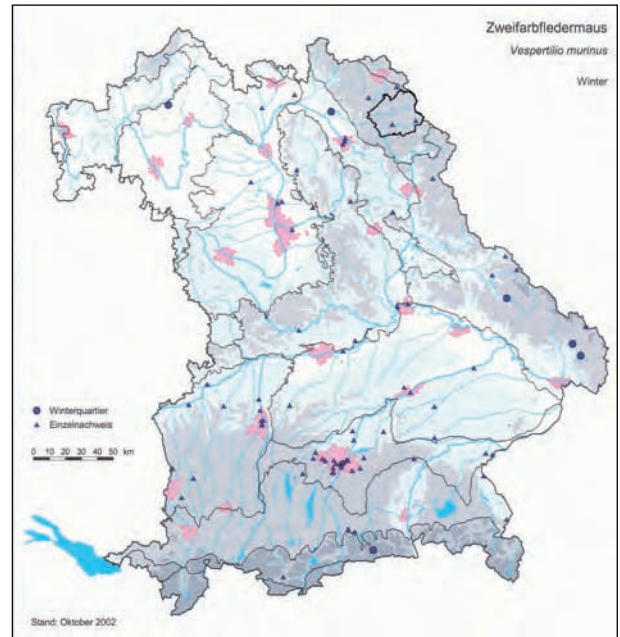 Zweifarbfledermaus
Vespertilio murinus
Winter
Winterquartier
Einzelnachweis
0 10 20 30 40 50 km
Stand: Oktober 2002